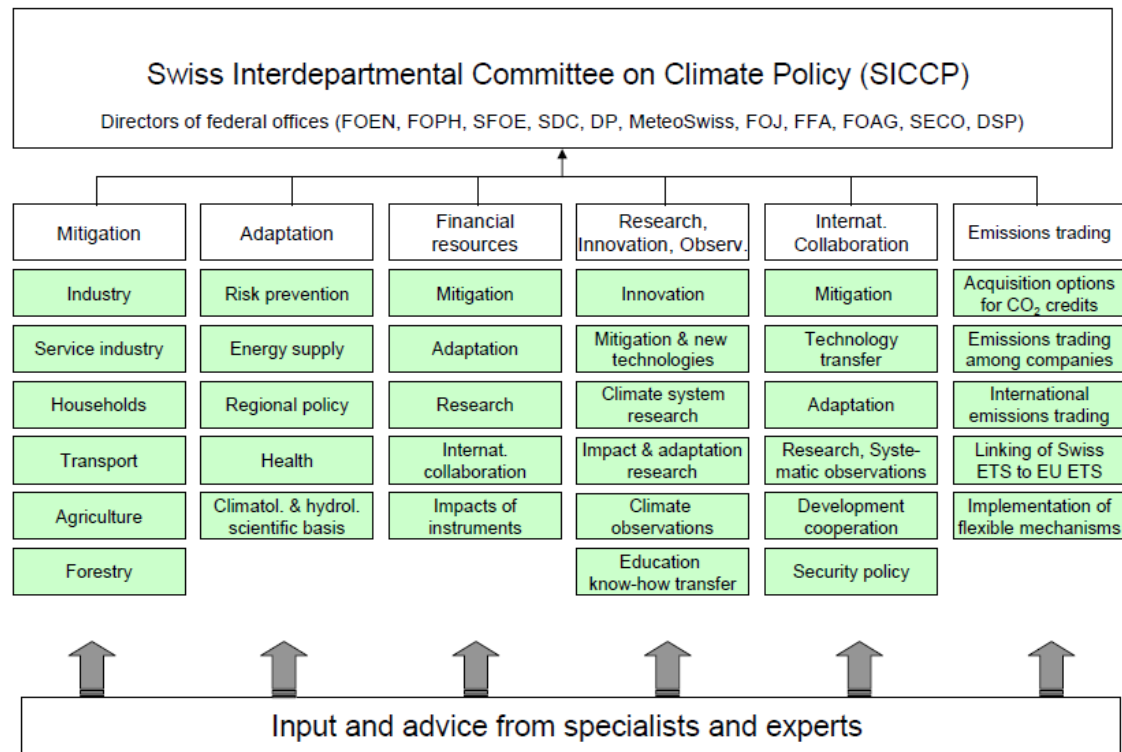 Swiss Interdepartmental Committee on Climate Policy (SICCP)
Directors of federal offices (FOEN, FOPH, SFOE, SDC, DP, MeteoSwiss, FOJ, FFA, FOAG, SECO, DSP)
Mitigation
Industry
Service industry
Households
Transport
Agriculture
Forestry
Adaptation
Risk prevention
Energy supply
Regional policy
Health
Climatol. & hydrol.
scientific basis
Financial
resources
Mitigation
Adaptation
Research
Internat.
collaboration
Impacts of
instruments
Research,
Innovation, Observ.
Innovation
Mitigation & new
technologies
Climate system
research
Impact & adaptation
research
Climate
observations
Education
know-how transfer
Internat.
Collaboration
Mitigation
Technology
transfer
Adaptation
Research, Syste-
matic observations
Development
cooperation
Security policy
Emissions trading
Acquisition options
for CO₂ credits
Emissions trading
among companies
International
emissions trading
Linking of Swiss
ETS to EU ETS
Implementation of
flexible mechanisms
Input and advice from specialists and experts